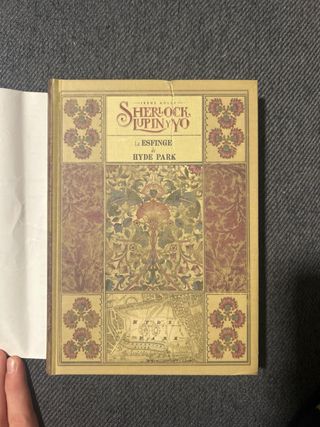 IRENE ADLER
SHERLOCK,
LUPIN Y YO
La ESFINGE
de
HYDE PARK